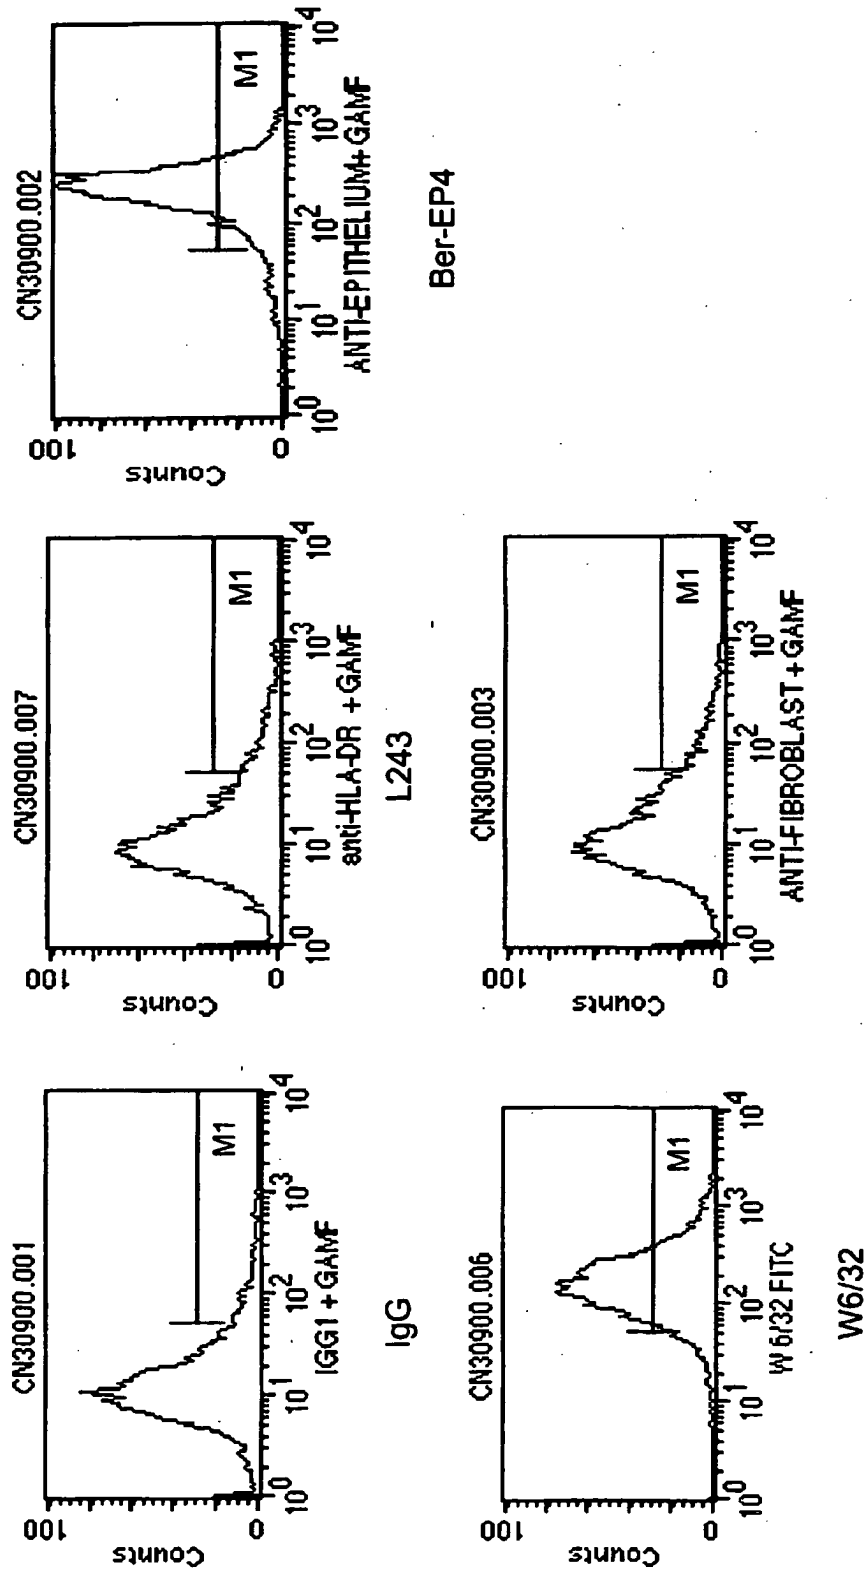 CN30900.001
Counts
100
0
M1
10^0 10^1 10^2 10^3 10^4
IGG1 + GAMF
IgG
CN30900.007
Counts
100
0
M1
10^0 10^1 10^2 10^3 10^4
anti-HLA-DR +GAMF
L243
CN30900.002
Counts
100
0
M1
10^0 10^1 10^2 10^3 10^4
ANTI-EPITHELIUM+GAMF
Ber-EP4
CN30900.006
Counts
100
0
M1
10^0 10^1 10^2 10^3 10^4
W 6/32 FITC
W6/32
CN30900.003
Counts
100
0
M1
10^0 10^1 10^2 10^3 10^4
ANTI-FIBROBLAST+GAMF